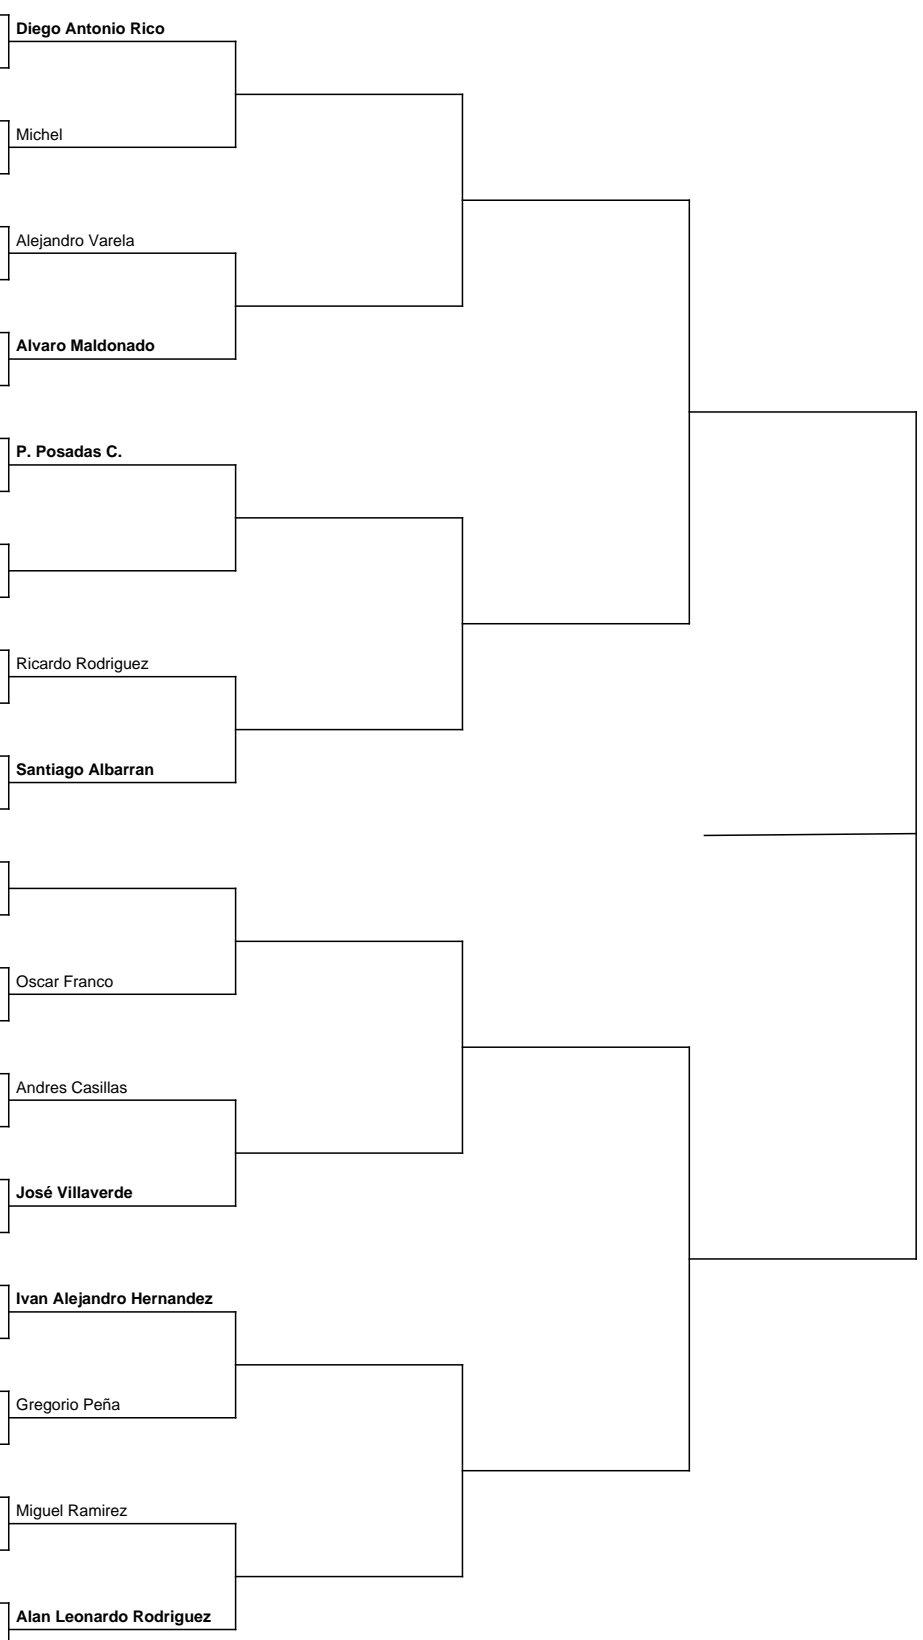 Diego Antonio Rico
Michel
Alejandro Varela
Alvaro Maldonado
P. Posadas C.
Ricardo Rodriguez
Santiago Albarran
Oscar Franco
Andres Casillas
José Villaverde
Ivan Alejandro Hernandez
Gregorio Peña
Miguel Ramirez
Alan Leonardo Rodriguez